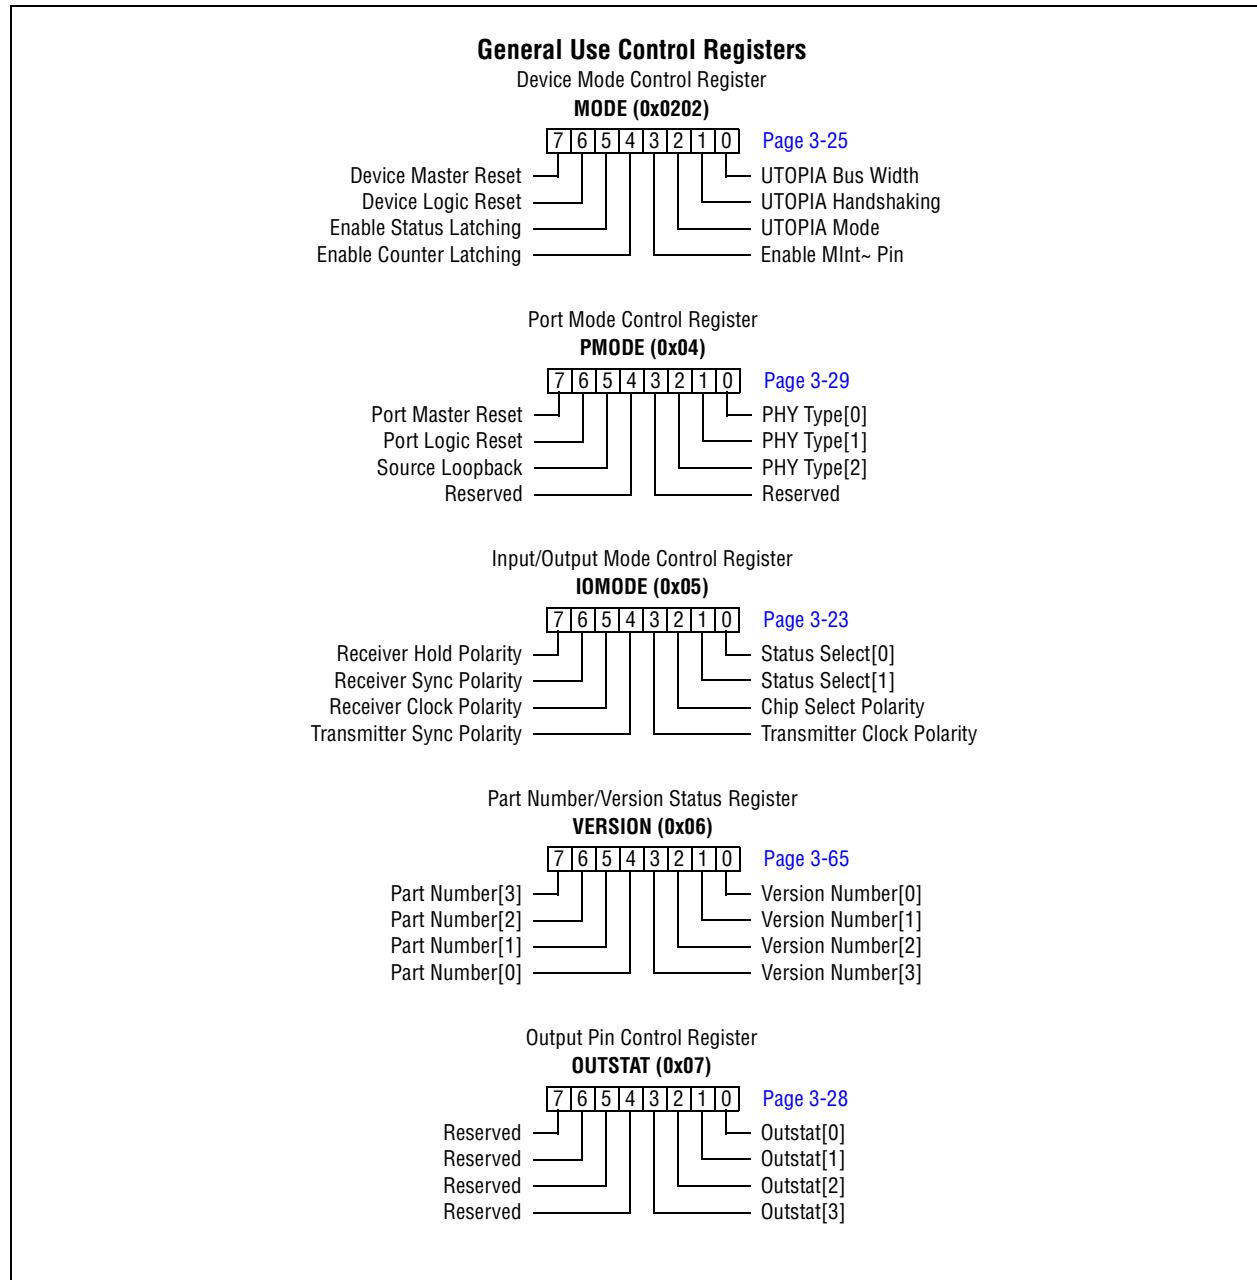 General Use Control Registers
Device Mode Control Register
MODE (0x0202)
7 6 5 4 3 2 1 0 Page 3-25
Device Master Reset UTOPIA Bus Width
Device Logic Reset UTOPIA Handshaking
Enable Status Latching UTOPIA Mode
Enable Counter Latching Enable MInt~ Pin
Port Mode Control Register
PMODE (0x04)
7 6 5 4 3 2 1 0 Page 3-29
Port Master Reset PHY Type[0]
Port Logic Reset PHY Type[1]
Source Loopback PHY Type[2]
Reserved Reserved
Input/Output Mode Control Register
IOMODE (0x05)
7 6 5 4 3 2 1 0 Page 3-23
Receiver Hold Polarity Status Select[0]
Receiver Sync Polarity Status Select[1]
Receiver Clock Polarity Chip Select Polarity
Transmitter Sync Polarity Transmitter Clock Polarity
Part Number/Version Status Register
VERSION (0x06)
7 6 5 4 3 2 1 0 Page 3-65
Part Number[3] Version Number[0]
Part Number[2] Version Number[1]
Part Number[1] Version Number[2]
Part Number[0] Version Number[3]
Output Pin Control Register
OUTSTAT (0x07)
7 6 5 4 3 2 1 0 Page 3-28
Reserved Outstat[0]
Reserved Outstat[1]
Reserved Outstat[2]
Reserved Outstat[3]